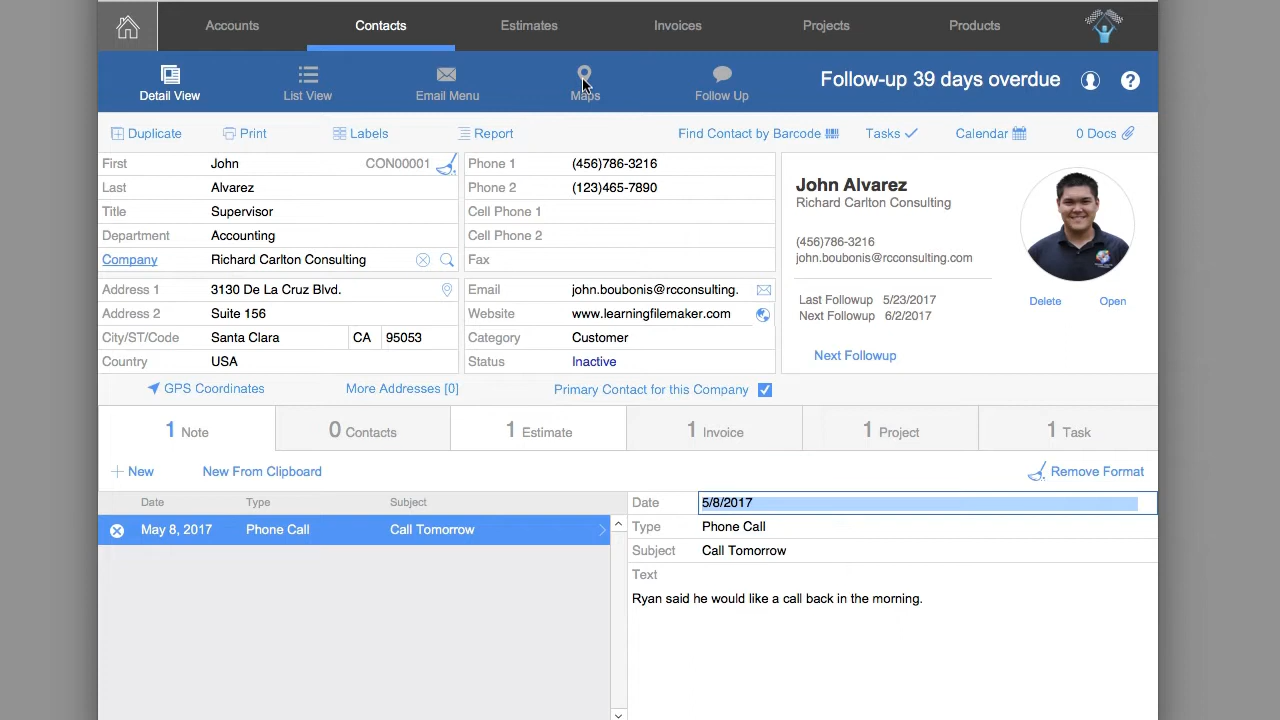 Accounts Contacts Estimates Invoices Projects Products
Detail View List View Email Menu Maps Follow Up Follow-up 39 days overdue ?
Duplicate Print Labels Report Find Contact by Barcode Tasks Calendar 0 Docs
First John CON00001
Last Alvarez
Title Supervisor
Department Accounting
Company Richard Carlton Consulting
Address 1 3130 De La Cruz Blvd.
Address 2 Suite 156
City/ST/Code Santa Clara CA 95053
Country USA
Phone 1 (456)786-3216
Phone 2 (123)465-7890
Cell Phone 1
Cell Phone 2
Fax
Email john.boubonis@rcconsulting.
Website www.learningfilemaker.com
Category Customer
Status Inactive
John Alvarez
Richard Carlton Consulting
(456)786-3216
john.boubonis@rcconsulting.com
Last Followup 5/23/2017
Next Followup 6/2/2017
Next Followup
Delete Open
GPS Coordinates More Addresses [0] Primary Contact for this Company
1 Note 0 Contacts 1 Estimate 1 Invoice 1 Project 1 Task
New New From Clipboard Remove Format
Date Type Subject
May 8, 2017 Phone Call Call Tomorrow
Date 5/8/2017
Type Phone Call
Subject Call Tomorrow
Text
Ryan said he would like a call back in the morning.